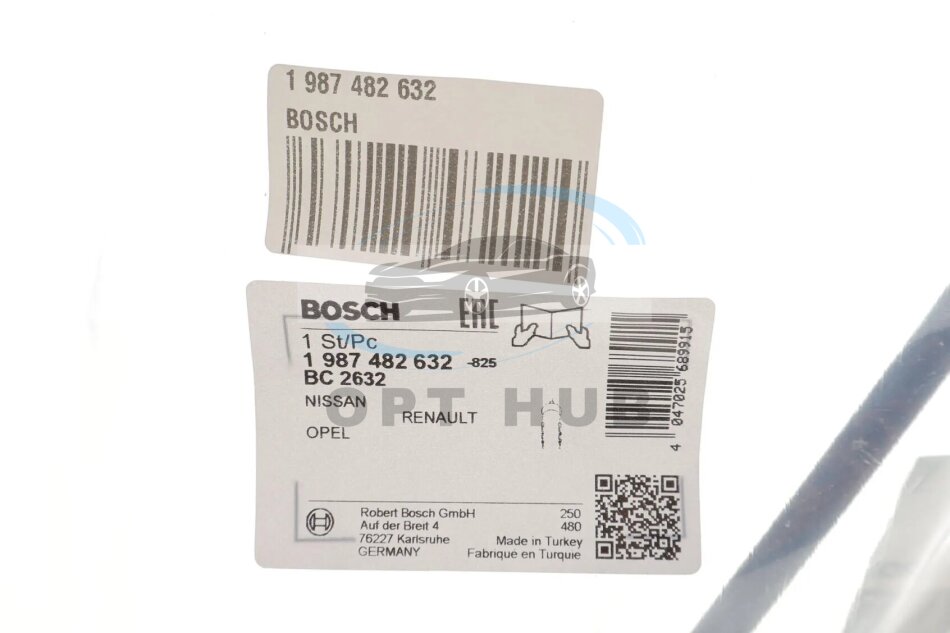 1 987 482 632
BOSCH
BOSCH
EAC
1 St/Pc
1 987 482 632 -825
BC 2632
NISSAN
RENAULT
OPEL
OPT HUB
4 047025 689915
Robert Bosch GmbH
Auf der Breit 4
76227 Karlsruhe
GERMANY
250
480
Made in Turkey
Fabriqué en Turquie